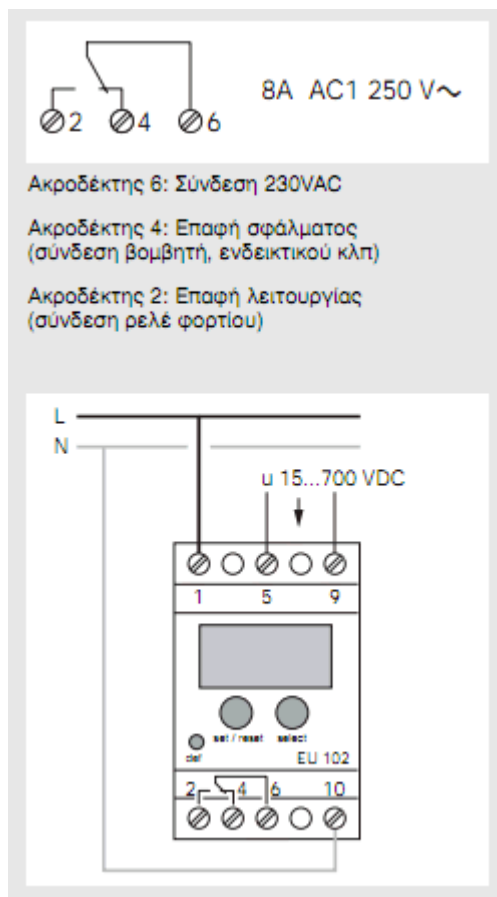 2 4 6 8A AC1 250 V~
Ακροδέκτης 6: Σύνδεση 230VAC
Ακροδέκτης 4: Επαφή σφάλματος
(σύνδεση βομβητή, ενδεικτικού κλπ)
Ακροδέκτης 2: Επαφή λειτουργίας
(σύνδεση ρελέ φορτίου)
L
N
u 15...700 VDC
1 5 9
set / reset select
def EU 102
2 4 6 10